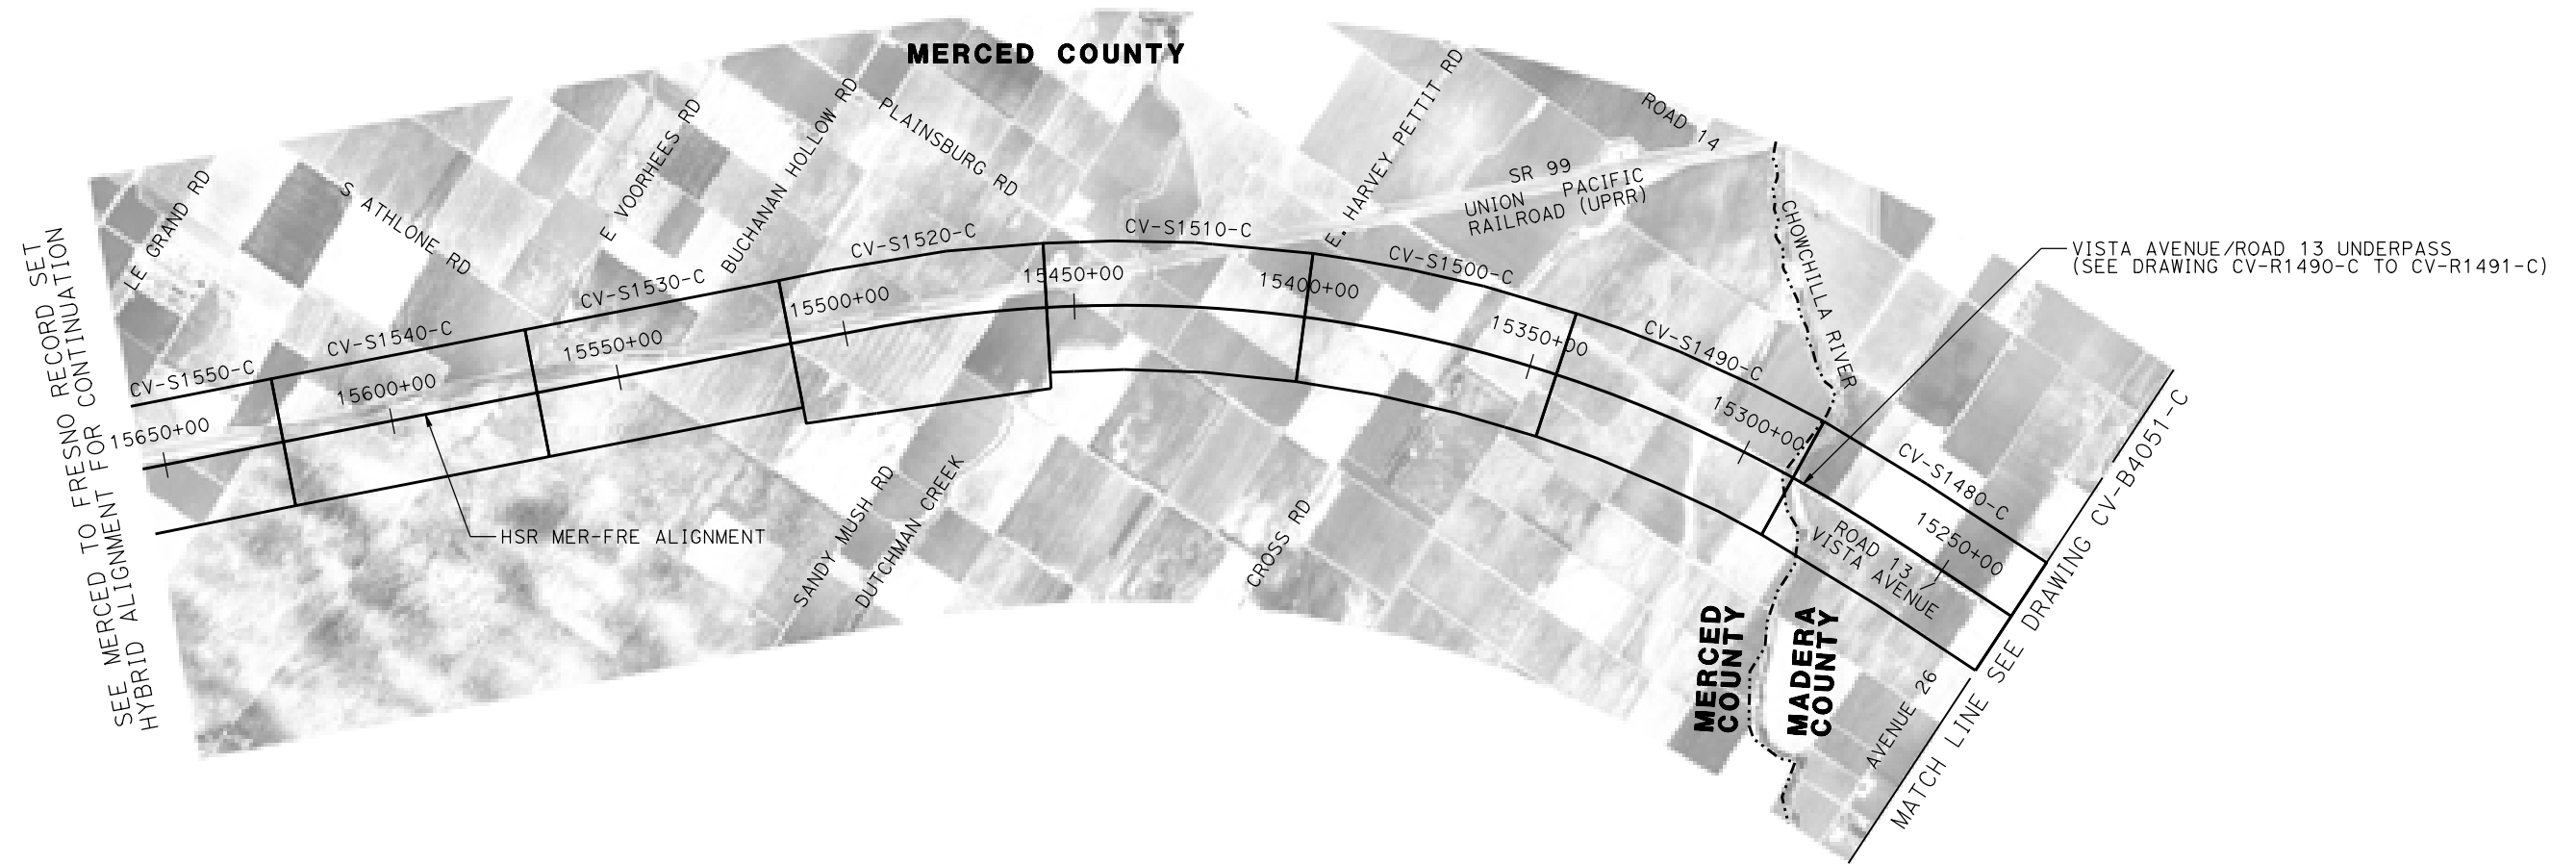 MERCED COUNTY
SEE MERCED TO FRESNO RECORD SET
HYBRID ALIGNMENT FOR CONTINUATION
LE GRAND RD
S ATHLONE RD
E VOORHEES RD
BUCHANAN HOLLOW RD
PLAINSBURG RD
E. HARVEY PETTIT RD
ROAD 14
SR 99
UNION PACIFIC
RAILROAD (UPRR)
CHOWCHILLA RIVER
VISTA AVENUE/ROAD 13 UNDERPASS
(SEE DRAWING CV-R1490-C TO CV-R1491-C)
CV-S1550-C
CV-S1540-C
CV-S1530-C
CV-S1520-C
CV-S1510-C
CV-S1500-C
CV-S1490-C
CV-S1480-C
15650+00
15600+00
15550+00
15500+00
15450+00
15400+00
15350+00
15300+00
15250+00
HSR MER-FRE ALIGNMENT
SANDY MUSH RD
DUTCHMAN CREEK
CROSS RD
ROAD 13 /
VISTA AVENUE
MERCED
COUNTY
MADERA
COUNTY
AVENUE 26
MATCH LINE SEE DRAWING CV-B4051-C